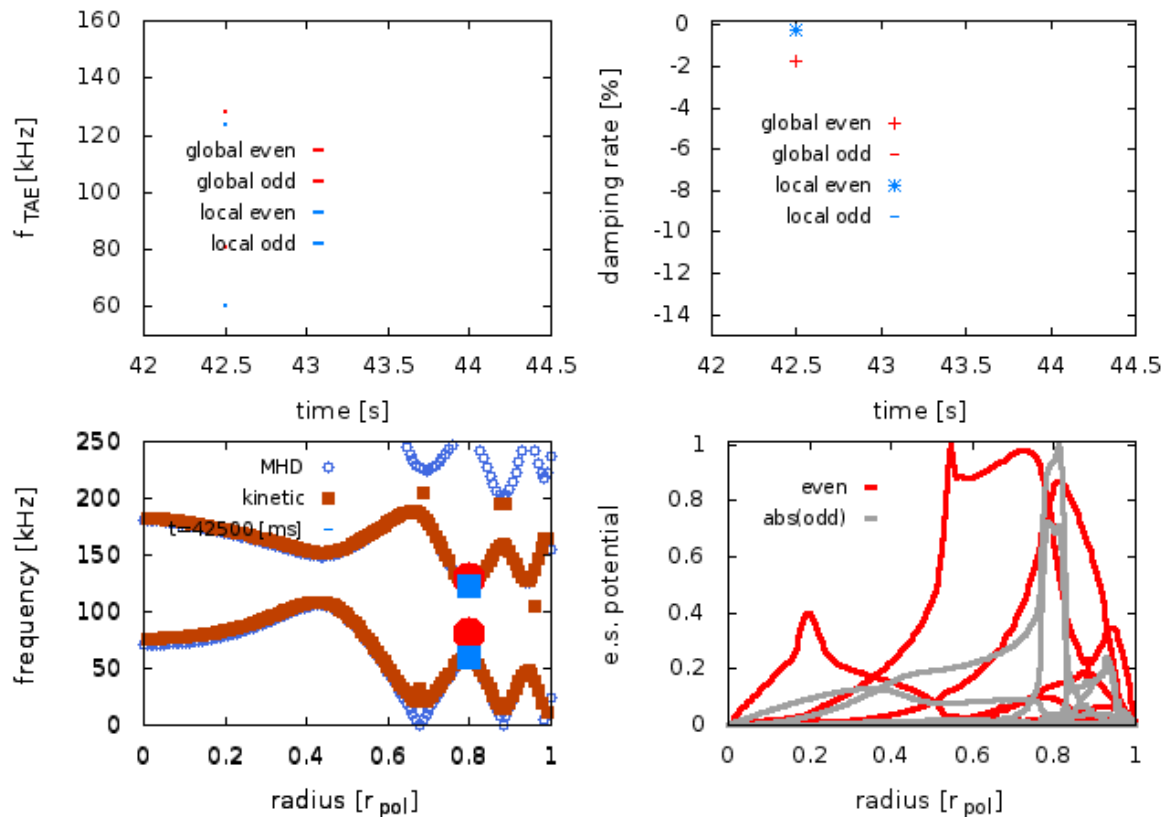 160
140
120
100
80
60
f TAE [kHz]
global even
global odd
local even
local odd
42 42.5 43 43.5 44 44.5
time [s]
0
-2
-4
-6
-8
-10
-12
-14
damping rate [%]
global even
global odd
local even
local odd
42 42.5 43 43.5 44 44.5
time [s]
250
200
150
100
50
0
frequency [kHz]
MHD
kinetic
t=42500 [ms]
0 0.2 0.4 0.6 0.8 1
radius [r pol]
1
0.8
0.6
0.4
0.2
0
e.s. potential
even
abs(odd)
0 0.2 0.4 0.6 0.8 1
radius [r pol]